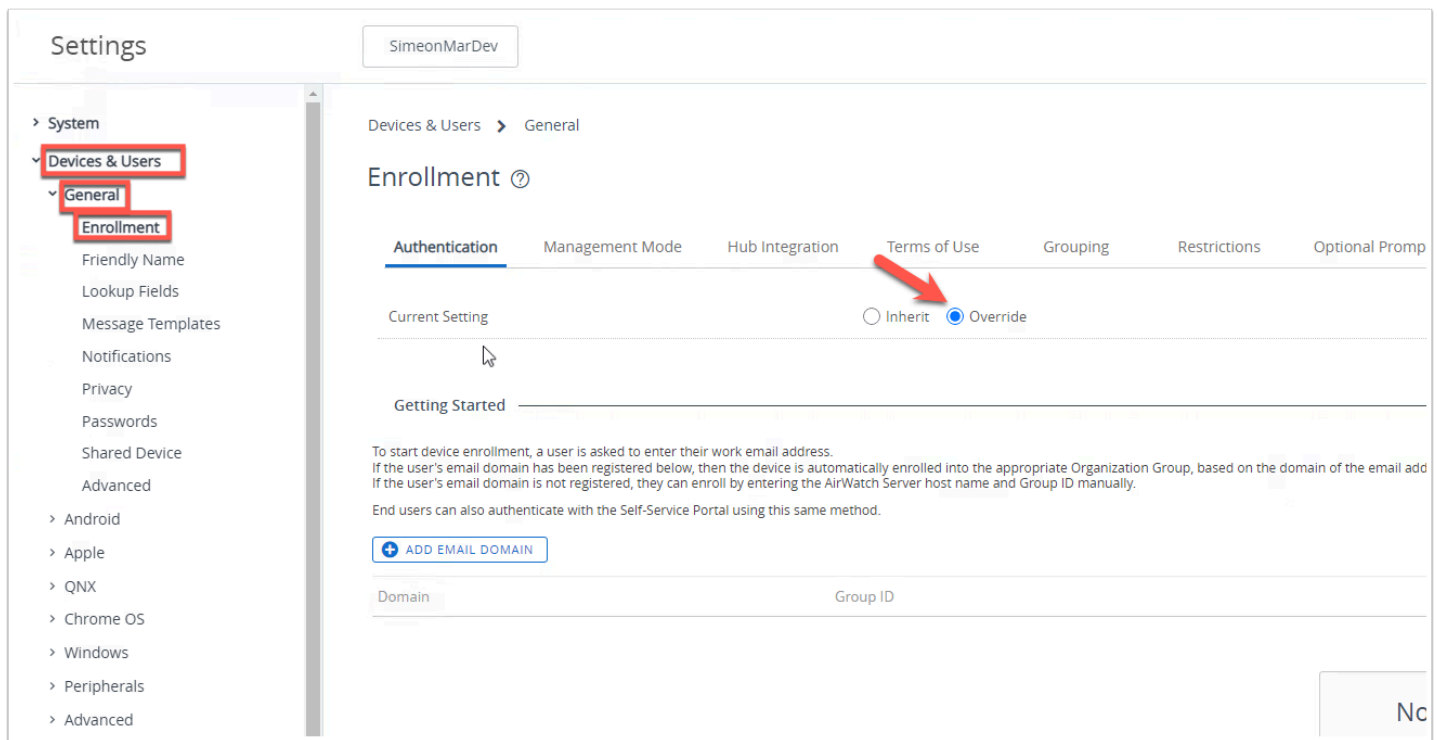 Settings
SimeonMarDev
System
Devices & Users
General
Enrollment
Friendly Name
Lookup Fields
Message Templates
Notifications
Privacy
Passwords
Shared Device
Advanced
Android
Apple
QNX
Chrome OS
Windows
Peripherals
Advanced
Devices & Users > General
Enrollment ?
Authentication Management Mode Hub Integration Terms of Use Grouping Restrictions Optional Promp
Current Setting Inherit Override
Getting Started
To start device enrollment, a user is asked to enter their work email address.
If the user's email domain has been registered below, then the device is automatically enrolled into the appropriate Organization Group, based on the domain of the email add
If the user's email domain is not registered, they can enroll by entering the AirWatch Server host name and Group ID manually.
End users can also authenticate with the Self-Service Portal using this same method.
ADD EMAIL DOMAIN
Domain Group ID
No